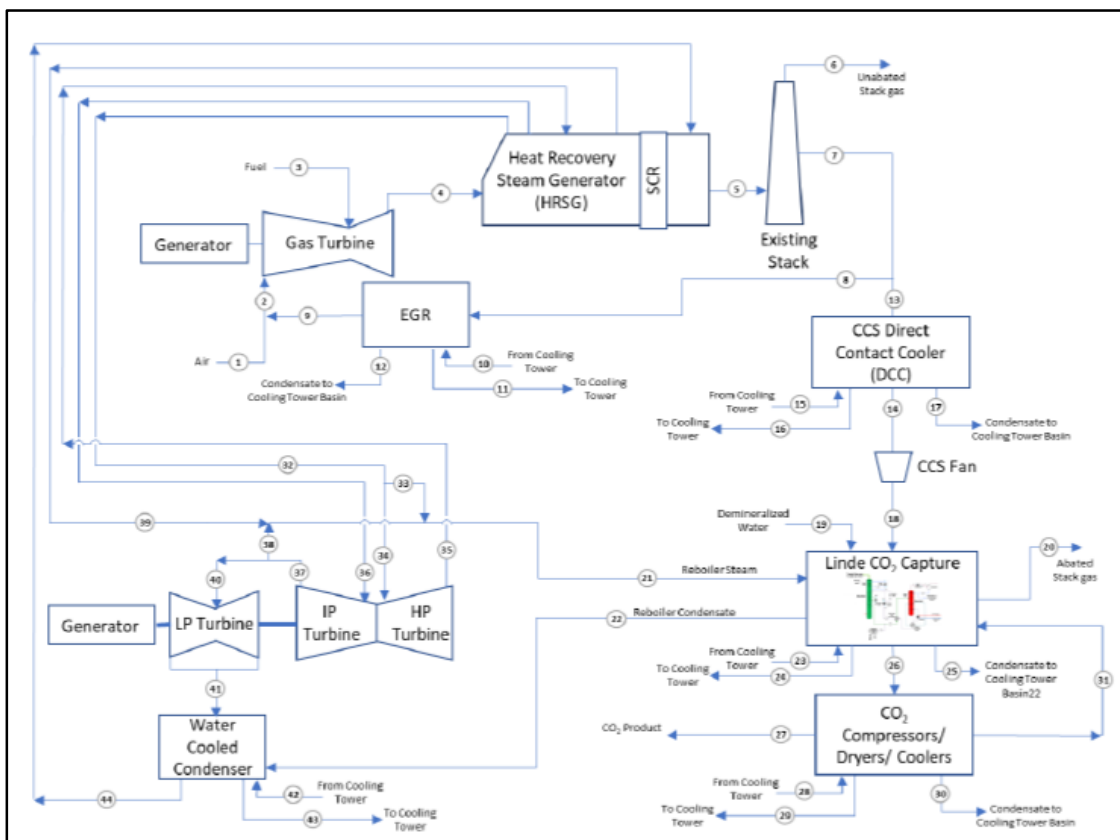 6
Unabated
Stack gas
Fuel
3
Heat Recovery
Steam Generator
(HRSG)
SCR
7
4
5
Generator
Gas Turbine
Existing
Stack
8
2
9
EGR
13
CCS Direct
Contact Cooler
(DCC)
Air
1
12
10
From Cooling
Tower
11
To Cooling
Tower
Condensate to
Cooling Tower Basin
From Cooling
Tower
15
14
17
To Cooling
Tower
16
Condensate to
Cooling Tower Basin
32
CCS Fan
33
Demineralized
Water
19
18
39
38
35
34
36
37
40
Linde CO2 Capture
20
Abated
Stack gas
21
Reboiler Steam
Generator
LP Turbine
IP
Turbine
HP
Turbine
22
Reboiler Condensate
From Cooling
Tower
23
To Cooling
Tower
24
26
25
Condensate to
Cooling Tower
Basin22
31
41
Water
Cooled
Condenser
CO2 Product
27
CO2
Compressors/
Dryers/ Coolers
44
42
From Cooling
Tower
43
To Cooling
Tower
From Cooling
Tower
28
To Cooling
Tower
29
30
Condensate to
Cooling Tower Basin